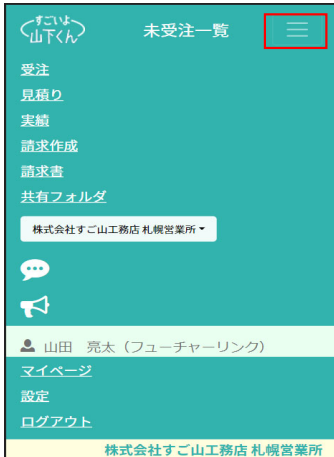 すごいよ
山下くん
未受注一覧
受注
見積り
実績
請求作成
請求書
共有フォルダ
株式会社すご山工務店 札幌営業所
山田　亮太（フューチャーリンク）
マイページ
設定
ログアウト
株式会社すご山工務店 札幌営業所